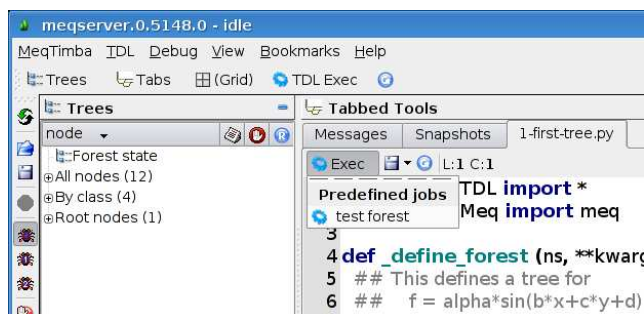 meqserver.0.5148.0 - idle
MeqTimba TDL Debug View Bookmarks Help
Trees Tabs (Grid) TDL Exec
Trees
Tabbed Tools
node
Messages Snapshots 1-first-tree.py
Forest state
Exec L:1 C:1
All nodes (12)
Predefined jobs
TDL import *
By class (4)
test forest
Meq import meq
Root nodes (1)
3
4 def _define_forest (ns, **kwarg
5 ## This defines a tree for
6 ## f = alpha*sin(b*x+c*y+d)